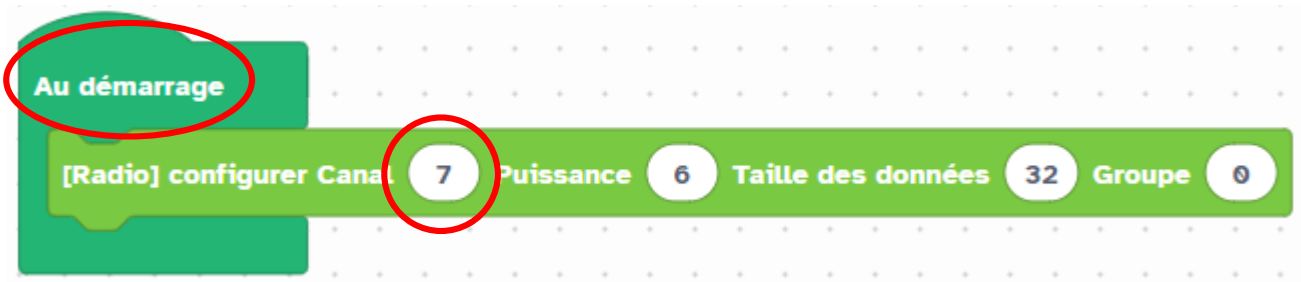 Au démarrage
[Radio] configurer Canal 7 Puissance 6 Taille des données 32 Groupe 0